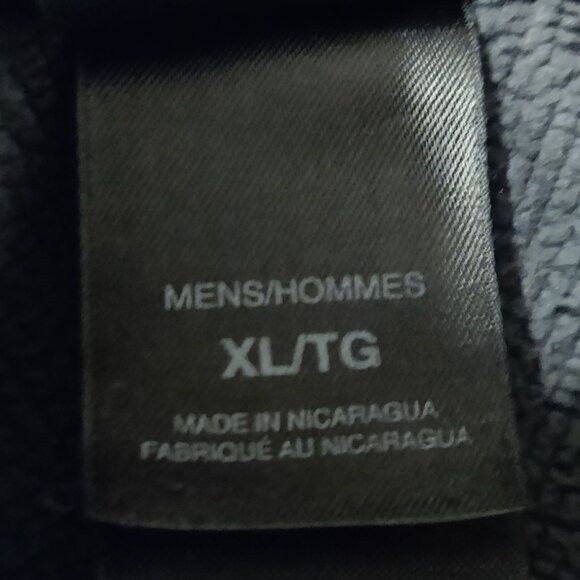 MENS/HOMMES
XL/TG
MADE IN NICARAGUA
FABRIQUÉ AU NICARAGUA